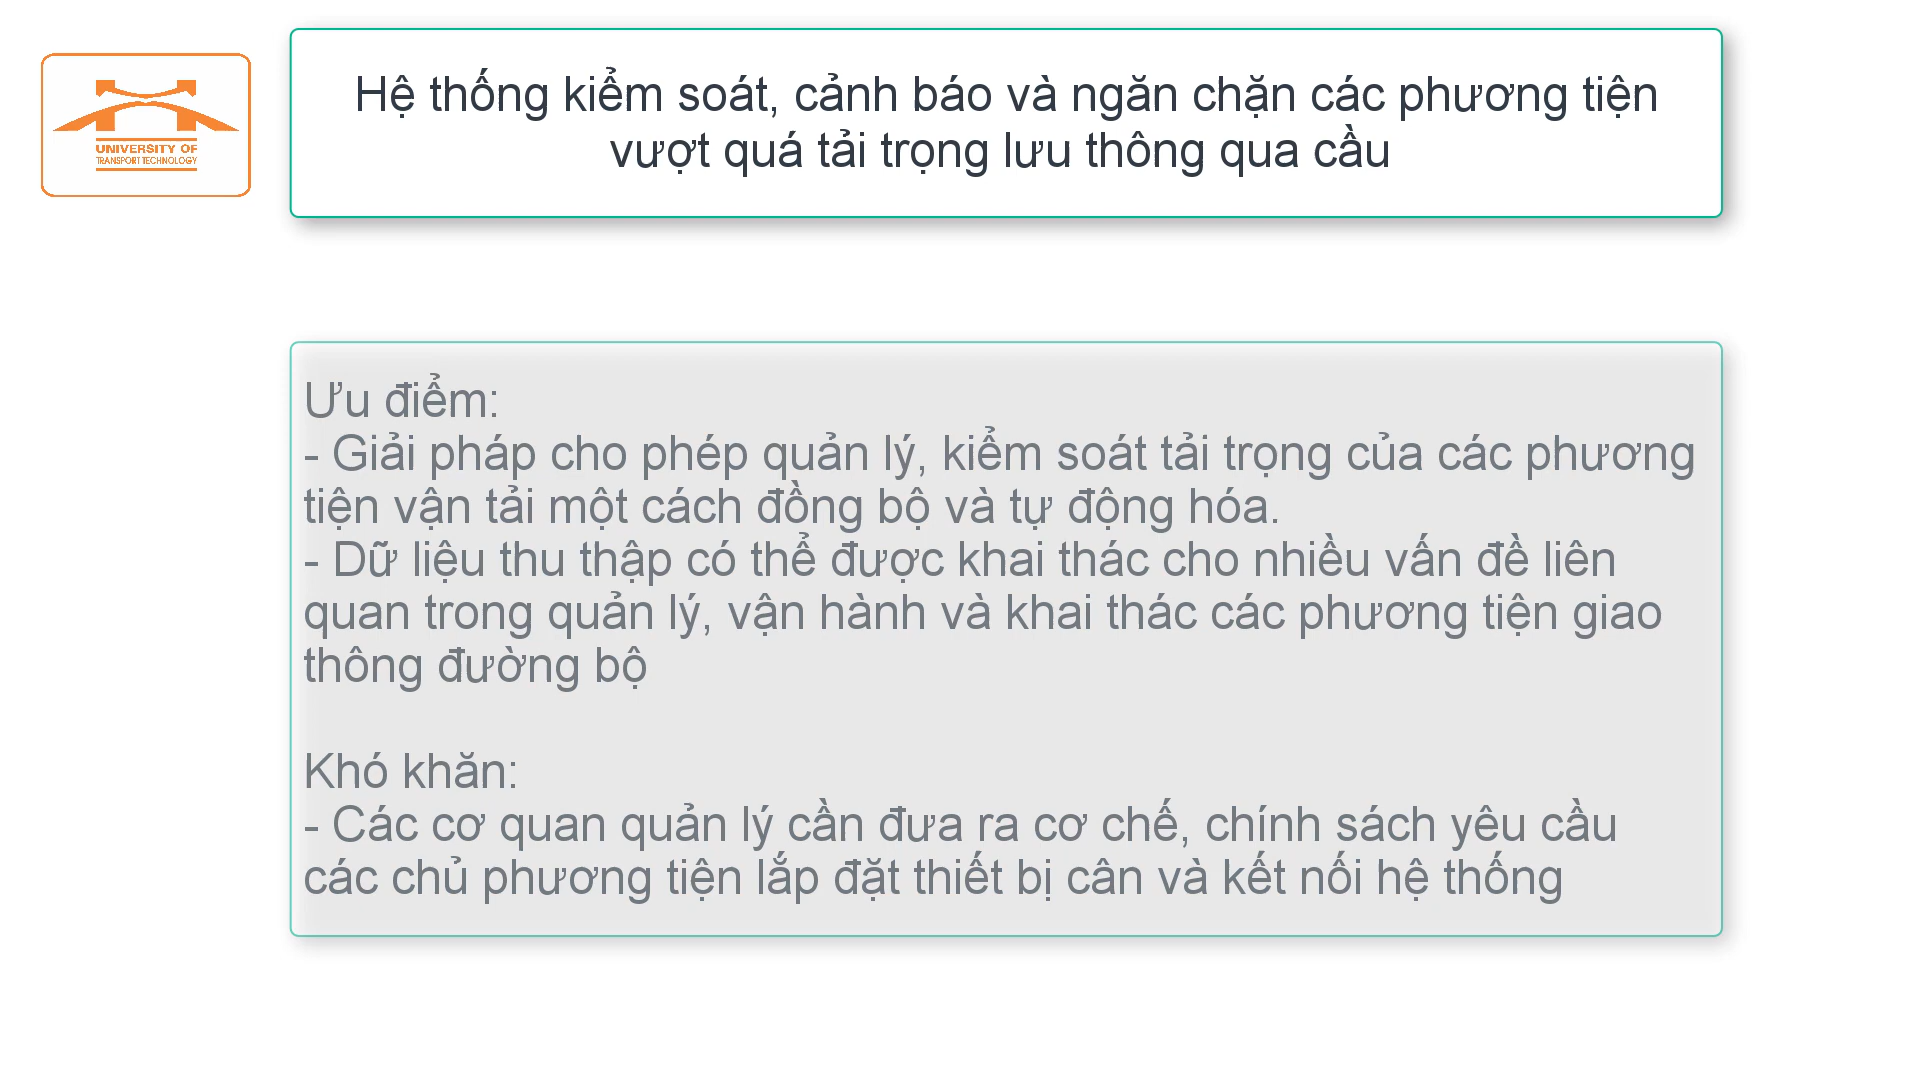 UNIVERSITY OF
TRANSPORT TECHNOLOGY
Hệ thống kiểm soát, cảnh báo và ngăn chặn các phương tiện
vượt quá tải trọng lưu thông qua cầu
Ưu điểm:
- Giải pháp cho phép quản lý, kiểm soát tải trọng của các phương
tiện vận tải một cách đồng bộ và tự động hóa.
- Dữ liệu thu thập có thể được khai thác cho nhiều vấn đề liên
quan trong quản lý, vận hành và khai thác các phương tiện giao
thông đường bộ
Khó khăn:
- Các cơ quan quản lý cần đưa ra cơ chế, chính sách yêu cầu
các chủ phương tiện lắp đặt thiết bị cân và kết nối hệ thống